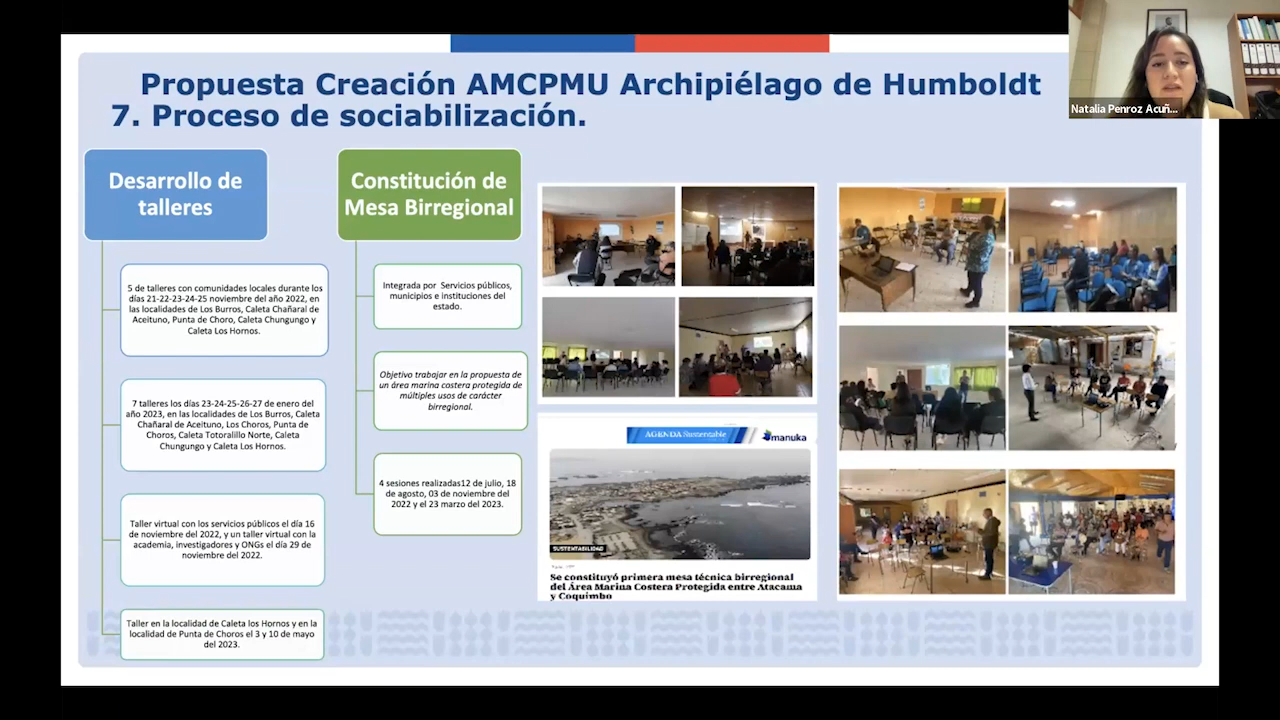 Propuesta Creación AMCPMU Archipiélago de Humboldt
7. Proceso de sociabilización.
Natalia Penroz Acuñ...
Desarrollo de
talleres
5 de talleres con comunidades locales durante los
días 21-22-23-24-25 noviembre del año 2022, en
las localidades de Los Burros, Caleta Chañaral de
Aceituno, Punta de Choro, Caleta Chungungo y
Caleta Los Hornos.
7 talleres los días 23-24-25-26-27 de enero del
año 2023, en las localidades de Los Burros, Caleta
Chañaral de Aceituno, Los Choros, Punta de
Choros, Caleta Totoralillo Norte, Caleta
Chungungo y Caleta Los Hornos.
Taller virtual con los servicios públicos el día 16
de noviembre del 2022, y un taller virtual con la
academia, investigadores y ONGs el día 29 de
noviembre del 2022.
Taller en la localidad de Caleta los Hornos y en la
localidad de Punta de Choros el 3 y 10 de mayo
del 2023.
Constitución de
Mesa Birregional
Integrada por Servicios públicos,
municipios e instituciones del
estado.
Objetivo trabajar en la propuesta de
un área marina costera protegida de
múltiples usos de carácter
birregional.
4 sesiones realizadas12 de julio, 18
de agosto, 03 de noviembre del
2022 y el 23 marzo del 2023.
AGENDA Sustentable
manuka
SUSTENTABILIDAD
Se constituyó primera mesa técnica birregional
del Área Marina Costera Protegida entre Atacama
y Coquimbo